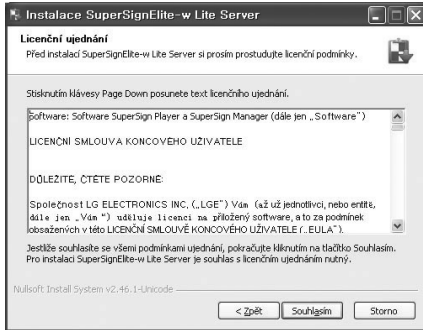 Instalace SuperSignElite-w Lite Server
Licenční ujednání
Před instalací SuperSignElite-w Lite Server si prosím prostudujte licenční podmínky.
Stisknutím klávesy Page Down posunete text licenčního ujednání.
Software: Software SuperSign Player a SuperSign Manager (dále jen „Software")
LICENČNÍ SMLOUVA KONCOVÉHO UŽIVATELE
DŮLEŽITÉ, ČTĚTE POZORNĚ:
Společnost LG ELECTRONICS INC, („LGE") Vám (ať už jednotlivci, nebo entitě,
dále jen „Vám ") uděluje licenci na přiložený software, a to za podmínek
obsažených v této LICENČNÍ SMLOUVĚ KONCOVÉHO UŽIVATELE („EULA").
Jestliže souhlasíte se všemi podmínkami ujednání, pokračujte kliknutím na tlačítko Souhlasím.
Pro instalaci SuperSignElite-w Lite Server je souhlas s licenčním ujednáním nutný.
Nullsoft Install System v2.46.1-Unicode
< Zpět Souhlasím Storno